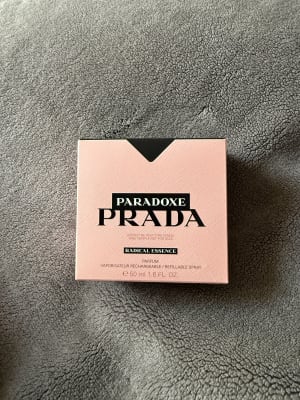 PARADOXE
PRADA
RADICAL ESSENCE
PARFUM
VAPORISATEUR RECHARGEABLE / REFILLABLE SPRAY
℮ 50 ml 1.6 FL. OZ.